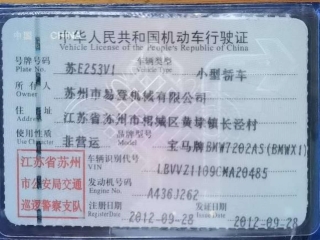 中华人民共和国机动车行驶证
Vehicle License of the People's Republic of China
号牌号码 苏E253V1 车辆类型 小型轿车
Plate No. Vehicle Type
所有人 苏州市易登机械有限公司
Owner
住址 江苏省苏州市相城区黄埭镇长泾村
Address
使用性质 非营运 品牌型号 宝马牌BMW7202AS(BMWX1)
Use Character Model
江苏省苏州
市公安局交通
巡逻警察支队
车辆识别代号 LBVVZ1109CMA20485
VIN
发动机号码 A436J262
Engine No.
注册日期 2012-09-28 发证日期 2012-09-28
Register Date Issue Date